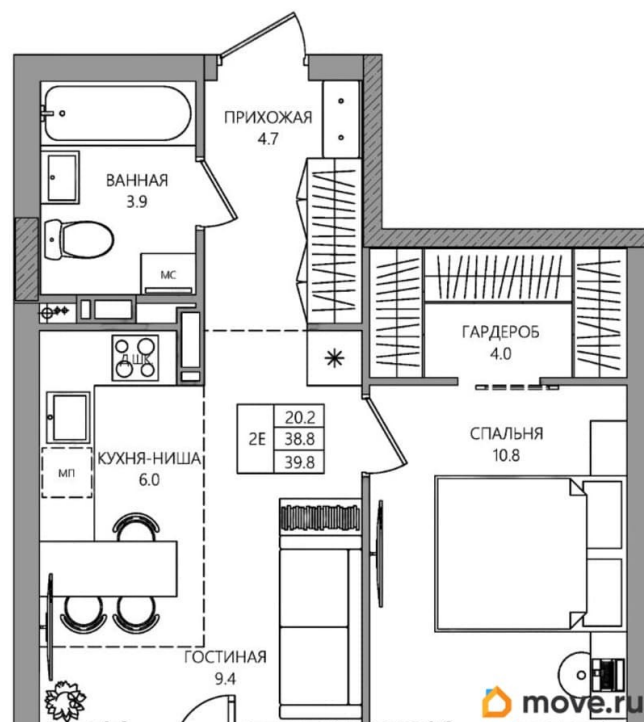 ПРИХОЖАЯ
4.7
ВАННАЯ
3.9
МС
ГАРДЕРОБ
4.0
ДШК
2Е
20.2
38.8
39.8
СПАЛЬНЯ
10.8
КУХНЯ-НИША
6.0
МП
ГОСТИНАЯ
9.4
move.ru